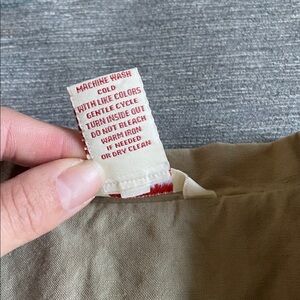 MACHINE WASH
COLD
WITH LIKE COLORS
GENTLE CYCLE
TURN INSIDE OUT
DO NOT BLEACH
WARM IRON
IF NEEDED
OR DRY CLEAN